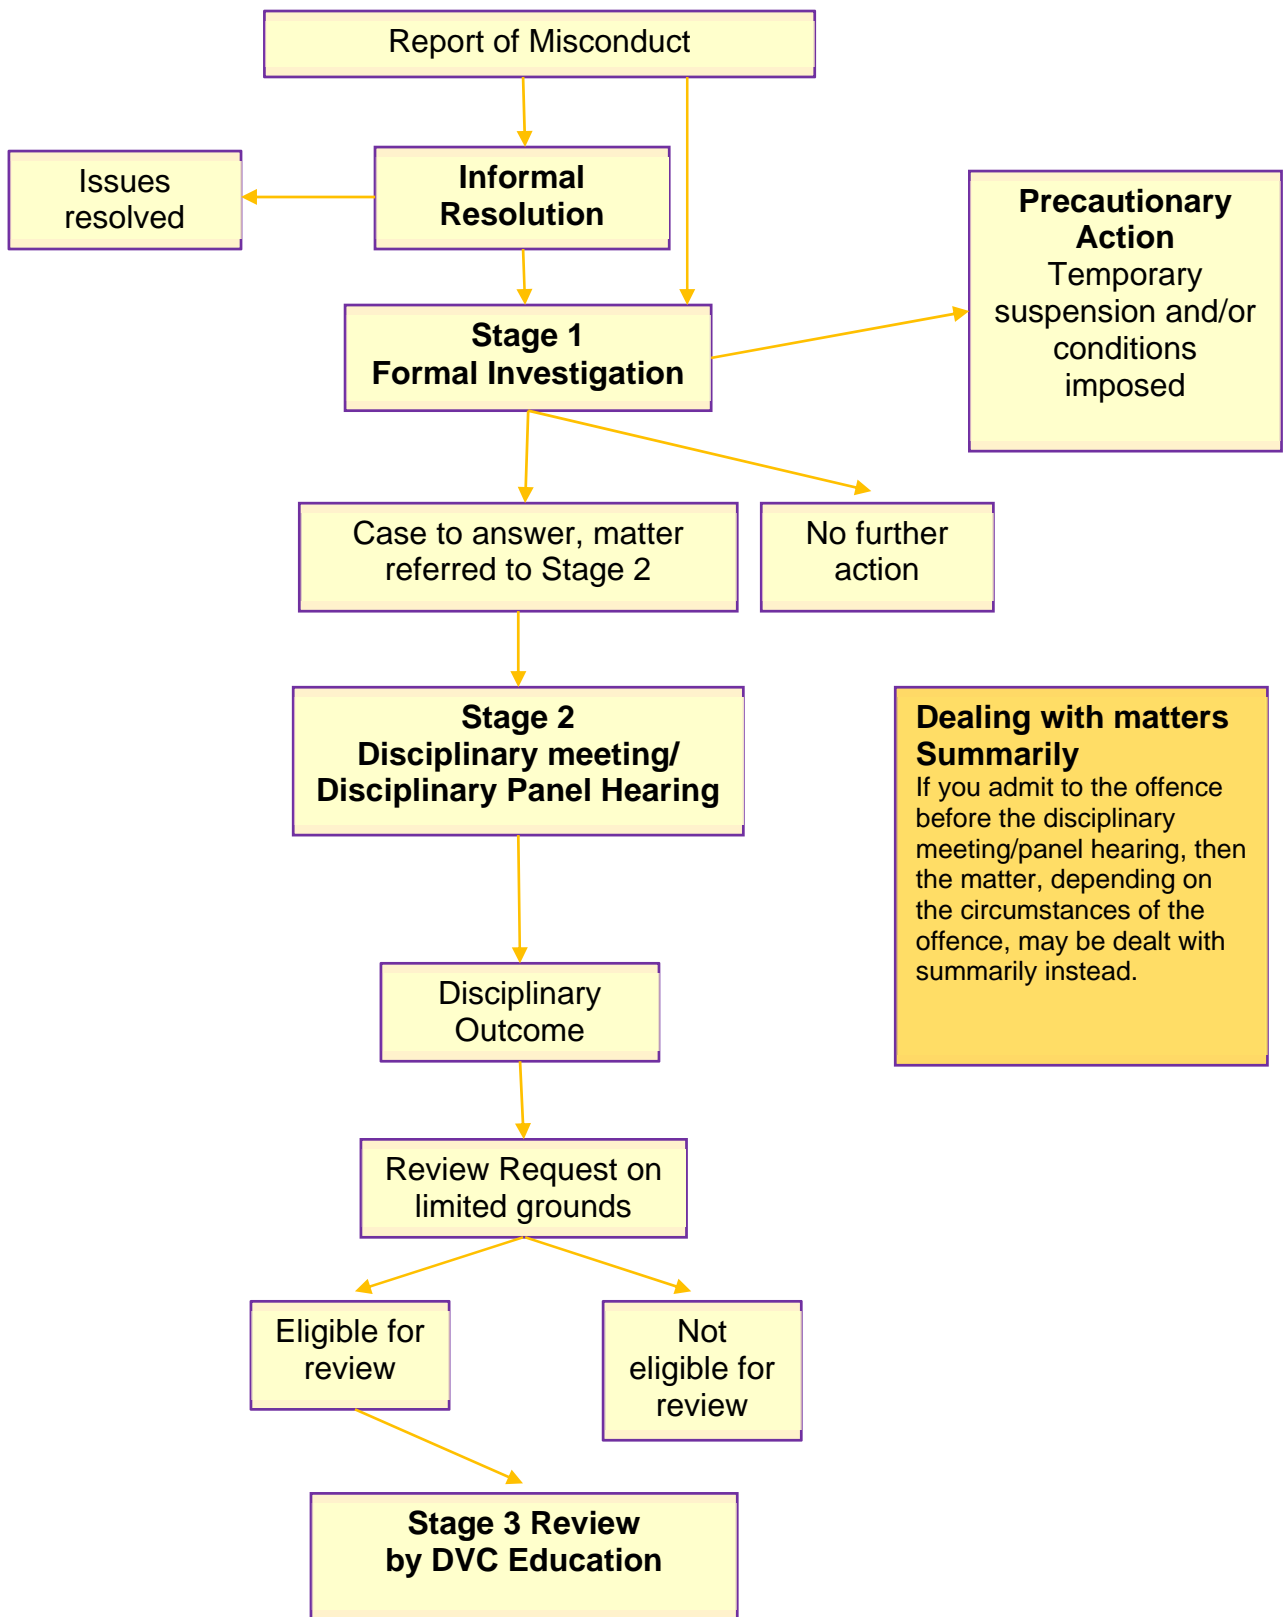 Report of Misconduct
Issues
resolved
Informal
Resolution
Precautionary
Action
Temporary
suspension and/or
conditions
imposed
Stage 1
Formal Investigation
Case to answer, matter
referred to Stage 2
No further
action
Stage 2
Disciplinary meeting/
Disciplinary Panel Hearing
Dealing with matters
Summarily
If you admit to the offence
before the disciplinary
meeting/panel hearing, then
the matter, depending on
the circumstances of the
offence, may be dealt with
summarily instead.
Disciplinary
Outcome
Review Request on
limited grounds
Eligible for
review
Not
eligible for
review
Stage 3 Review
by DVC Education